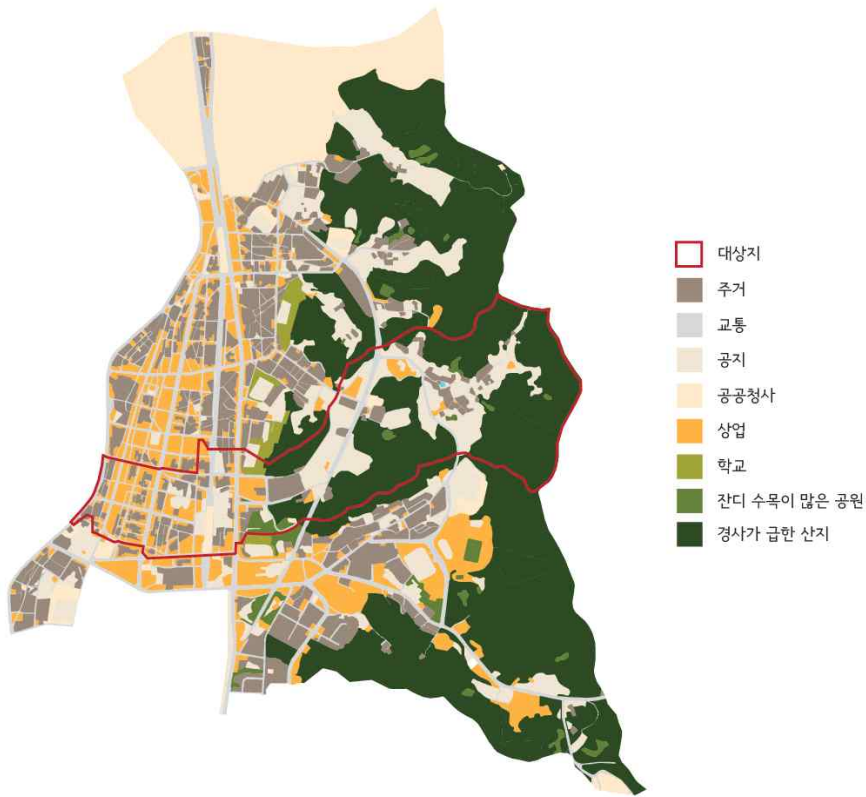 대상지
주거
교통
공지
공공청사
상업
학교
잔디 수목이 많은 공원
경사가 급한 산지